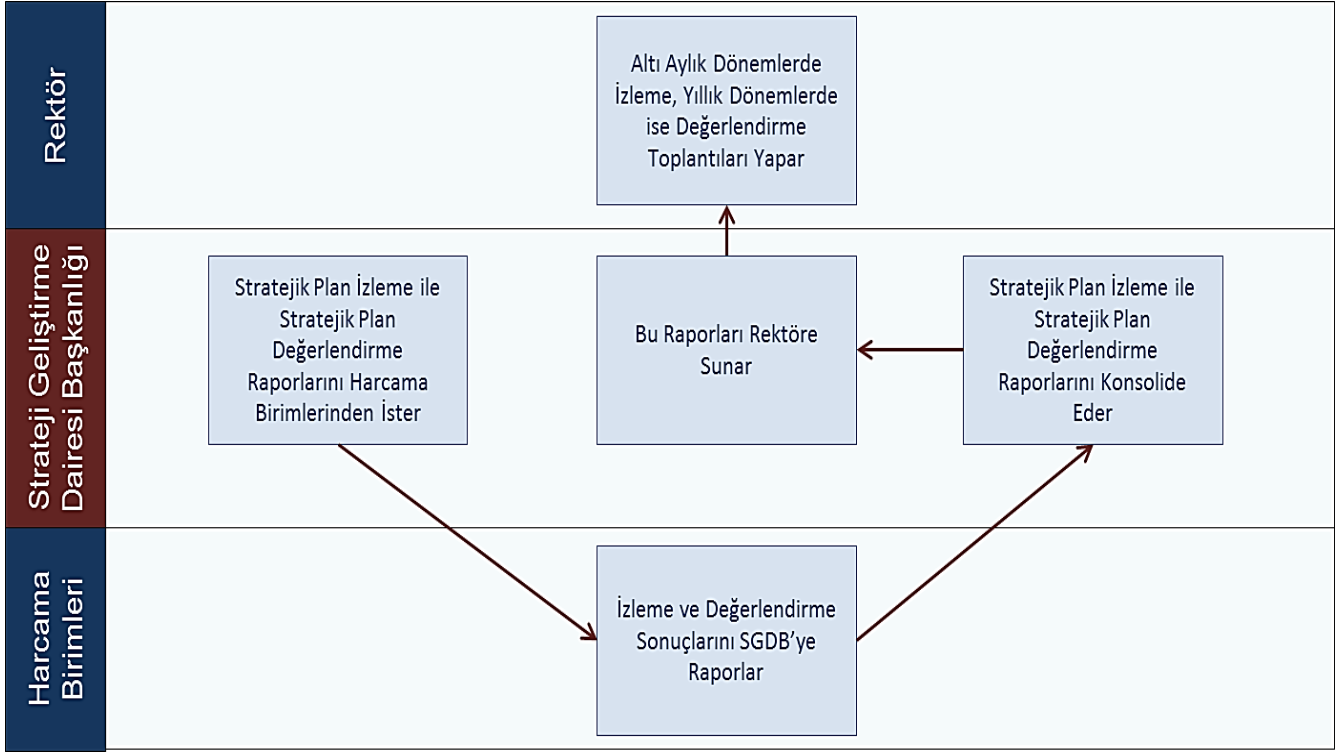 Rektör
Altı Aylık Dönemlerde
İzleme, Yıllık Dönemlerde
ise Değerlendirme
Toplantıları Yapar
Strateji Geliştirme
Dairesi Başkanlığı
Stratejik Plan İzleme ile
Stratejik Plan
Değerlendirme
Raporlarını Harcama
Birimlerinden İster
Bu Raporları Rektöre
Sunar
Stratejik Plan İzleme ile
Stratejik Plan
Değerlendirme
Raporlarını Konsolide
Eder
Harcama
Birimleri
İzleme ve Değerlendirme
Sonuçlarını SGDB’ye
Raporlar